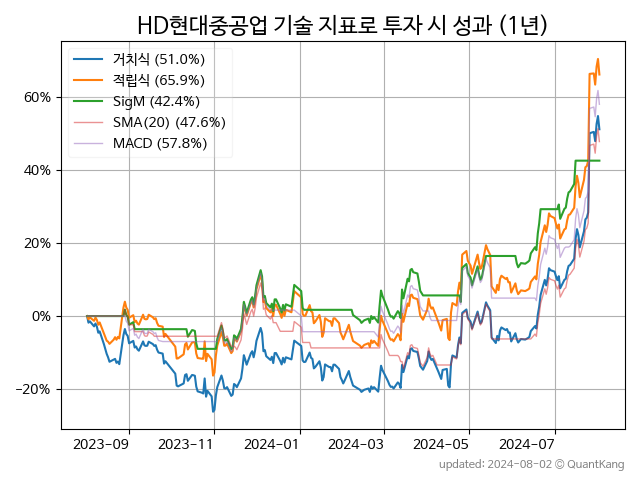 HD현대중공업 기술 지표로 투자 시 성과 (1년)
거치식 (51.0%)
적립식 (65.9%)
SigM (42.4%)
SMA(20) (47.6%)
MACD (57.8%)
60%
40%
20%
0%
−20%
2023-09 2023-11 2024-01 2024-03 2024-05 2024-07
updated: 2024-08-02 © QuantKang